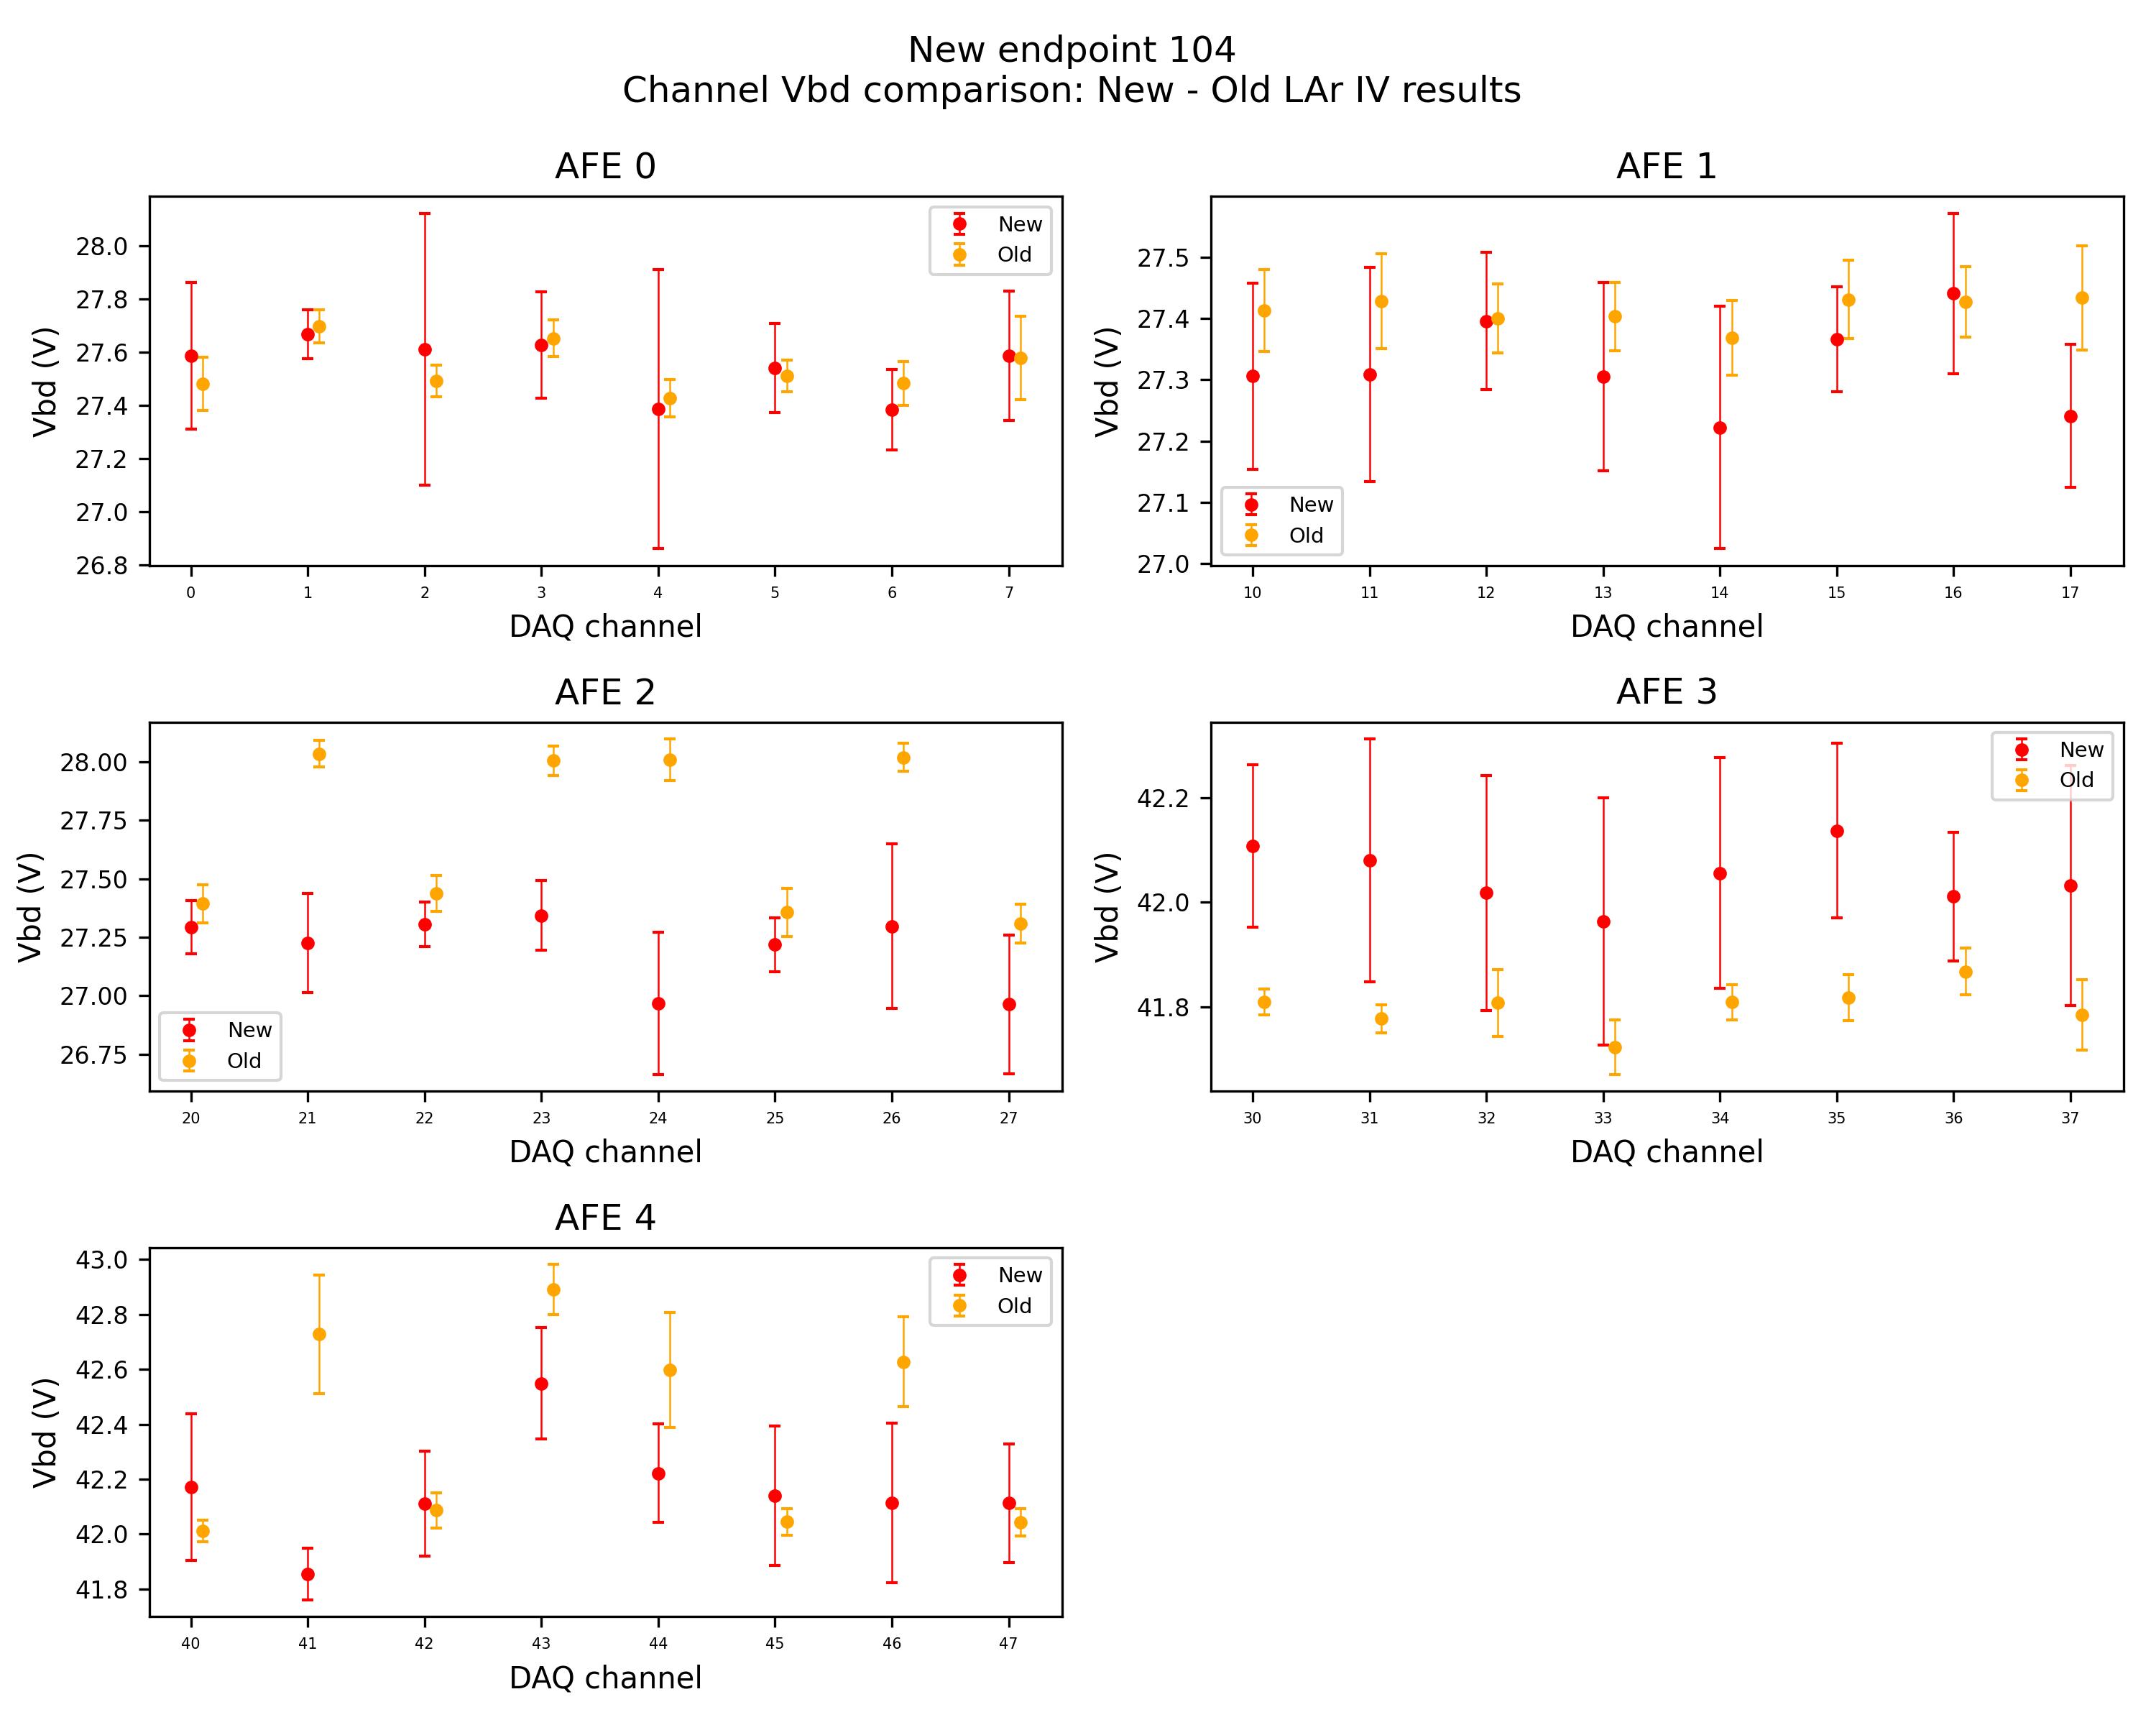 New endpoint 104
Channel Vbd comparison: New - Old LAr IV results
AFE 0
Vbd (V)
28.0
27.8
27.6
27.4
27.2
27.0
26.8
New
Old
0 1 2 3 4 5 6 7
DAQ channel
AFE 1
Vbd (V)
27.5
27.4
27.3
27.2
27.1
27.0
New
Old
10 11 12 13 14 15 16 17
DAQ channel
AFE 2
Vbd (V)
28.00
27.75
27.50
27.25
27.00
26.75
New
Old
20 21 22 23 24 25 26 27
DAQ channel
AFE 3
Vbd (V)
42.2
42.0
41.8
New
Old
30 31 32 33 34 35 36 37
DAQ channel
AFE 4
Vbd (V)
43.0
42.8
42.6
42.4
42.2
42.0
41.8
New
Old
40 41 42 43 44 45 46 47
DAQ channel